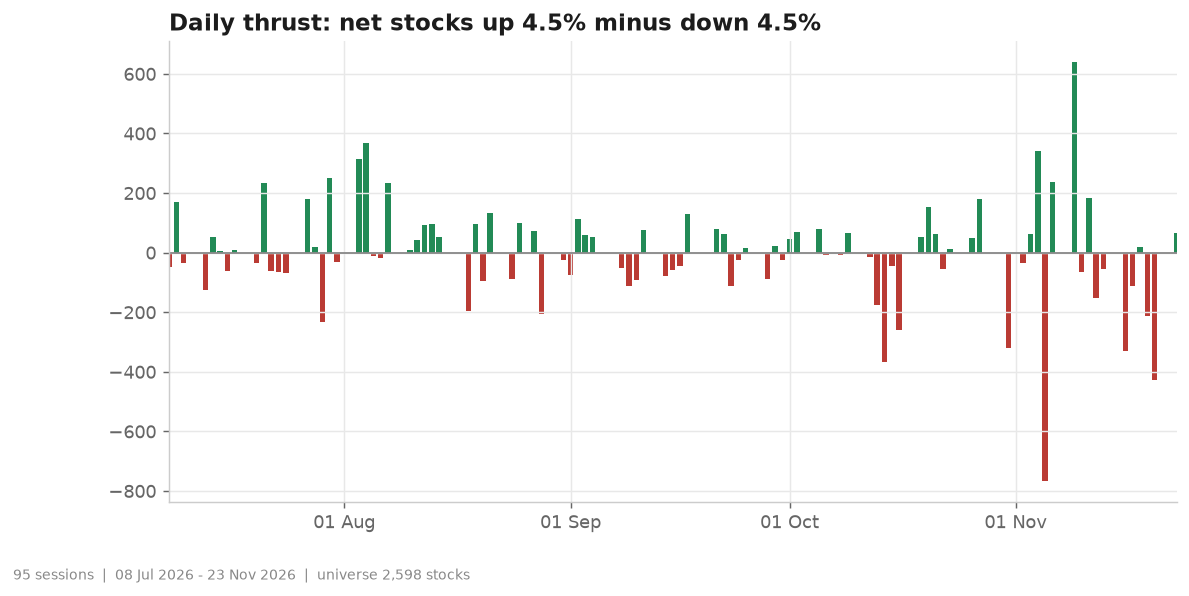 Daily thrust: net stocks up 4.5% minus down 4.5%
600
400
200
0
−200
−400
−600
−800
01 Aug
01 Sep
01 Oct
01 Nov
95 sessions | 08 Jul 2026 - 23 Nov 2026 | universe 2,598 stocks